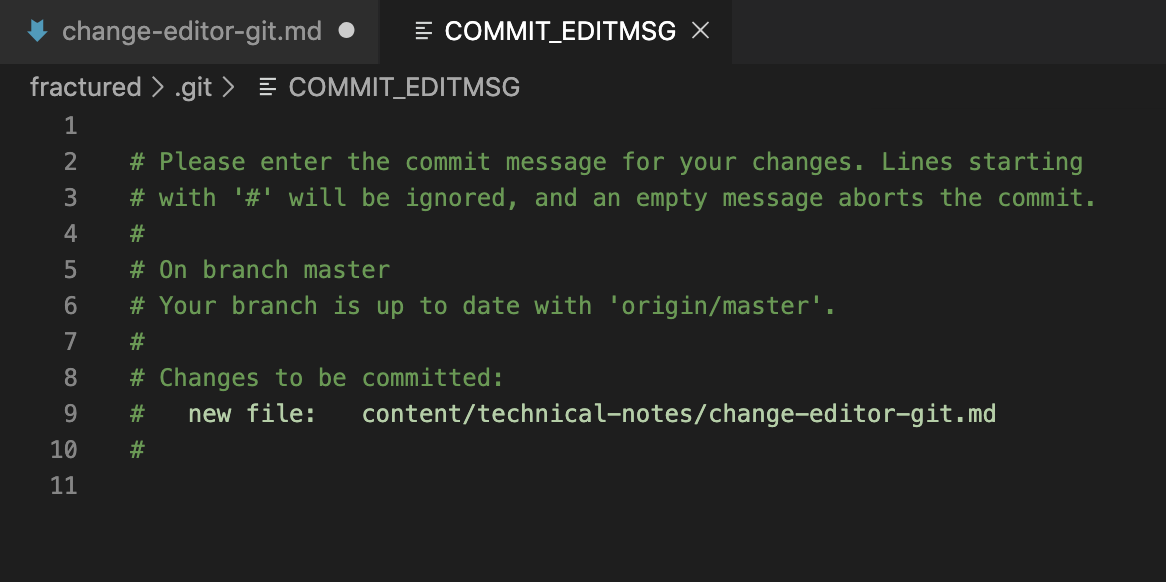 change-editor-git.md COMMIT_EDITMSG
fractured > .git > COMMIT_EDITMSG
1
2 # Please enter the commit message for your changes. Lines starting
3 # with '#' will be ignored, and an empty message aborts the commit.
4 #
5 # On branch master
6 # Your branch is up to date with 'origin/master'.
7 #
8 # Changes to be committed:
9 #   new file:   content/technical-notes/change-editor-git.md
10 #
11